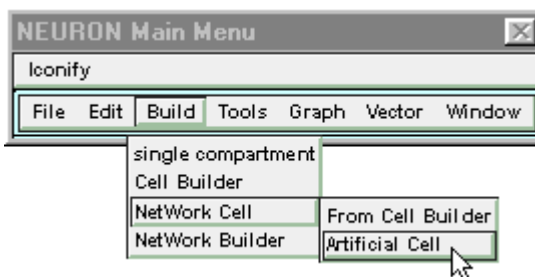 NEURON Main Menu
Iconify
File Edit Build Tools Graph Vector Window
single compartment
Cell Builder
NetWork Cell From Cell Builder
NetWork Builder Artificial Cell